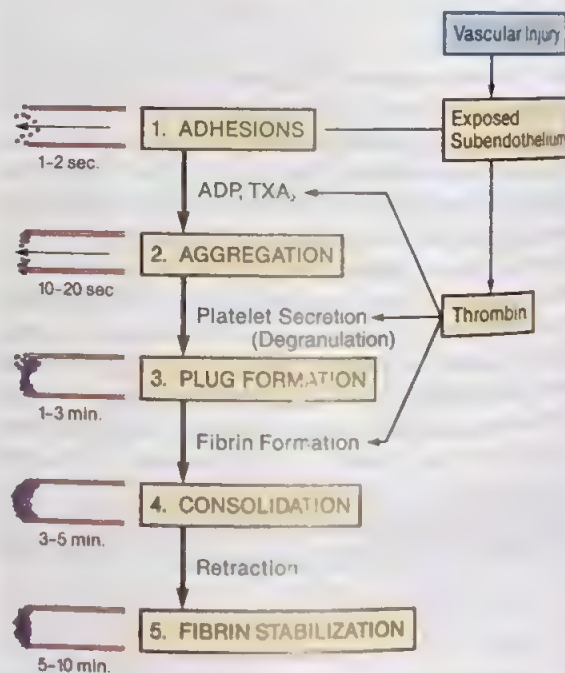 Vascular Injury
Exposed
Subendothelium
1. ADHESIONS
1-2 sec.
ADP, TXA₂
2. AGGREGATION
10-20 sec
Thrombin
Platelet Secretion
(Degranulation)
3. PLUG FORMATION
1-3 min.
Fibrin Formation
4. CONSOLIDATION
3-5 min.
Retraction
5. FIBRIN STABILIZATION
5-10 min.